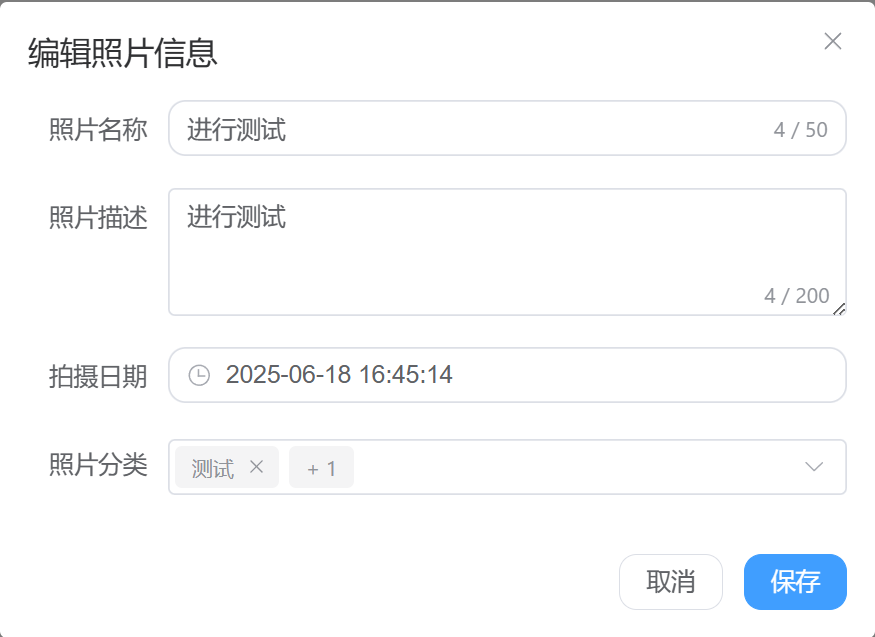 编辑照片信息
照片名称 进行测试 4 / 50
照片描述 进行测试
4 / 200
拍摄日期 2025-06-18 16:45:14
照片分类 测试 + 1
取消 保存